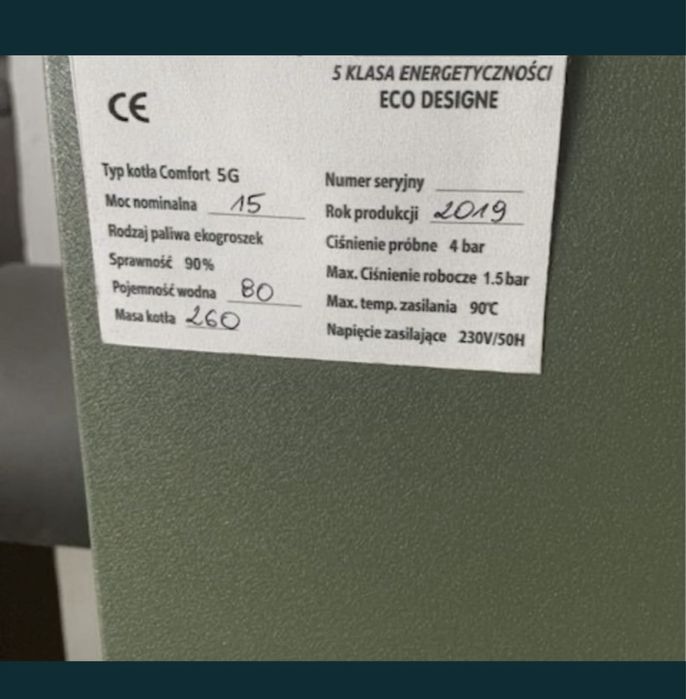 5 KLASA ENERGETYCZNOŚCI
ECO DESIGNE
CE
Typ kotła Comfort 5G
Moc nominalna 15
Rodzaj paliwa ekogroszek
Sprawność 90%
Pojemność wodna 80
Masa kotła 260
Numer seryjny
Rok produkcji 2019
Ciśnienie próbne 4 bar
Max. Ciśnienie robocze 1.5 bar
Max. temp. zasilania 90°C
Napięcie zasilające 230V/50H